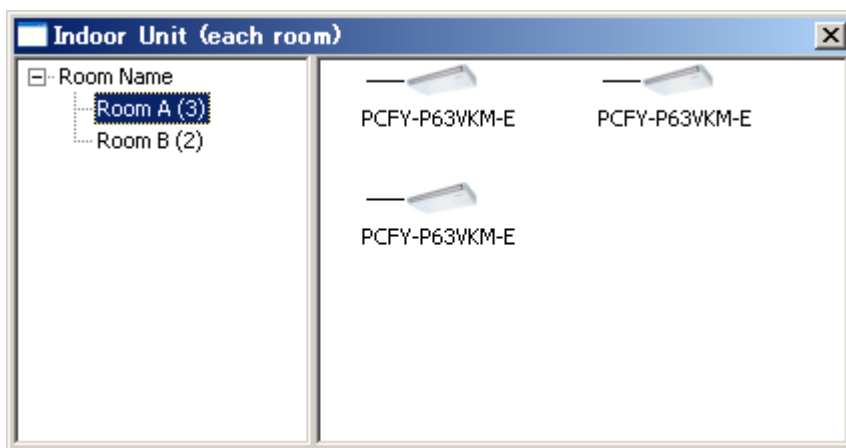 Indoor Unit (each room)
Room Name
Room A (3)
Room B (2)
PCFY-P63VKM-E
PCFY-P63VKM-E
PCFY-P63VKM-E